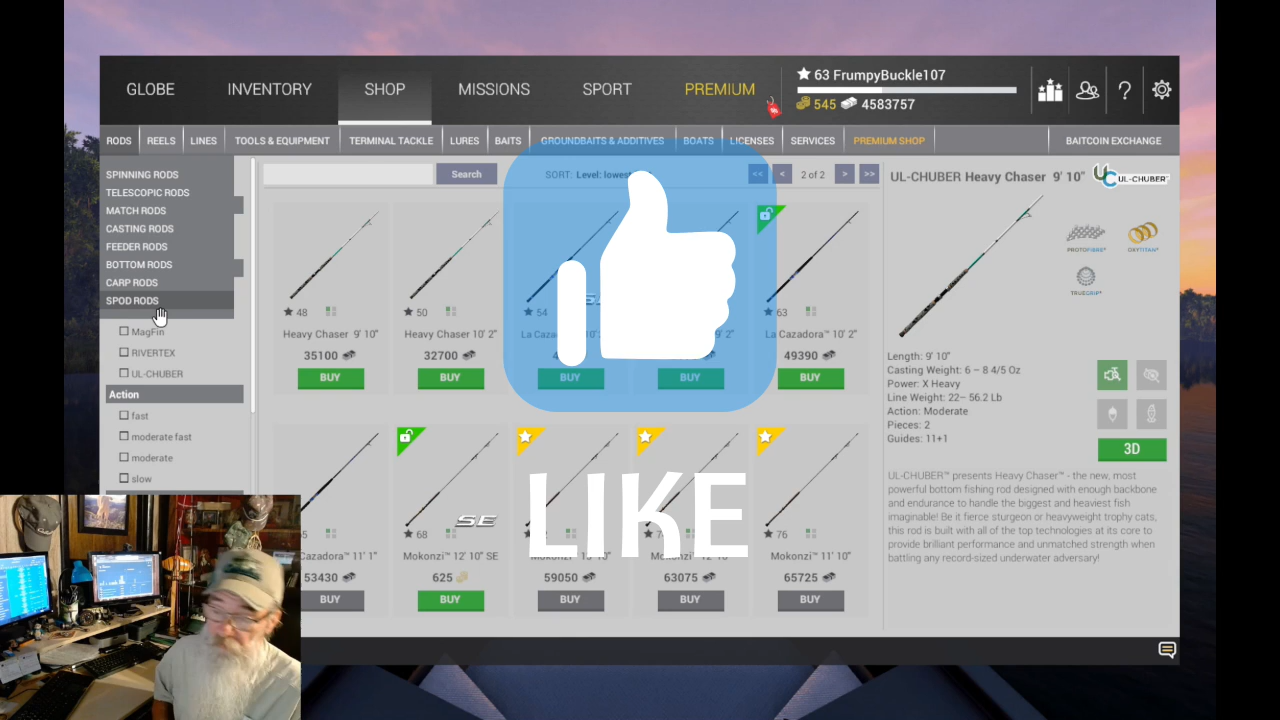 GLOBE INVENTORY SHOP MISSIONS SPORT PREMIUM
63 FrumpyBuckle107
545 4583757
RODS REELS LINES TOOLS & EQUIPMENT TERMINAL TACKLE LURES BAITS GROUNDBAITS & ADDITIVES BOATS LICENSES SERVICES PREMIUM SHOP BAITCOIN EXCHANGE
SPINNING RODS
TELESCOPIC RODS
MATCH RODS
CASTING RODS
FEEDER RODS
BOTTOM RODS
CARP RODS
SPOD RODS
MagFin
RIVERTEX
UL-CHUBER
Action
fast
moderate fast
moderate
slow
Search SORT: Level: lowest << < 2 of 2 > >>
48 50 54 63
Heavy Chaser 9' 10" Heavy Chaser 10' 2" La Cazadora™ 10' 2"
35100 32700 49390
BUY BUY BUY BUY BUY
LIKE
SE
68 76
Cazadora™ 11' 1" Mokonzi™ 12' 10" SE Mokonzi™ 11' 10"
53430 625 59050 63075 65725
BUY BUY BUY BUY BUY
UL-CHUBER Heavy Chaser 9' 10"
UC UL-CHUBER™
PROTOFIBRE® OXYTITAN®
TRUEGRIP®
Length: 9' 10"
Casting Weight: 6 – 8 4/5 Oz
Power: X Heavy
Line Weight: 22– 56.2 Lb
Action: Moderate
Pieces: 2
Guides: 11+1
3D
UL-CHUBER™ presents Heavy Chaser™ - the new, most
powerful bottom fishing rod designed with enough backbone
and endurance to handle the biggest and heaviest fish
imaginable! Be it fierce sturgeon or heavyweight trophy cats,
this rod is built with all of the top technologies at its core to
provide brilliant performance and unmatched strength when
battling any record-sized underwater adversary!